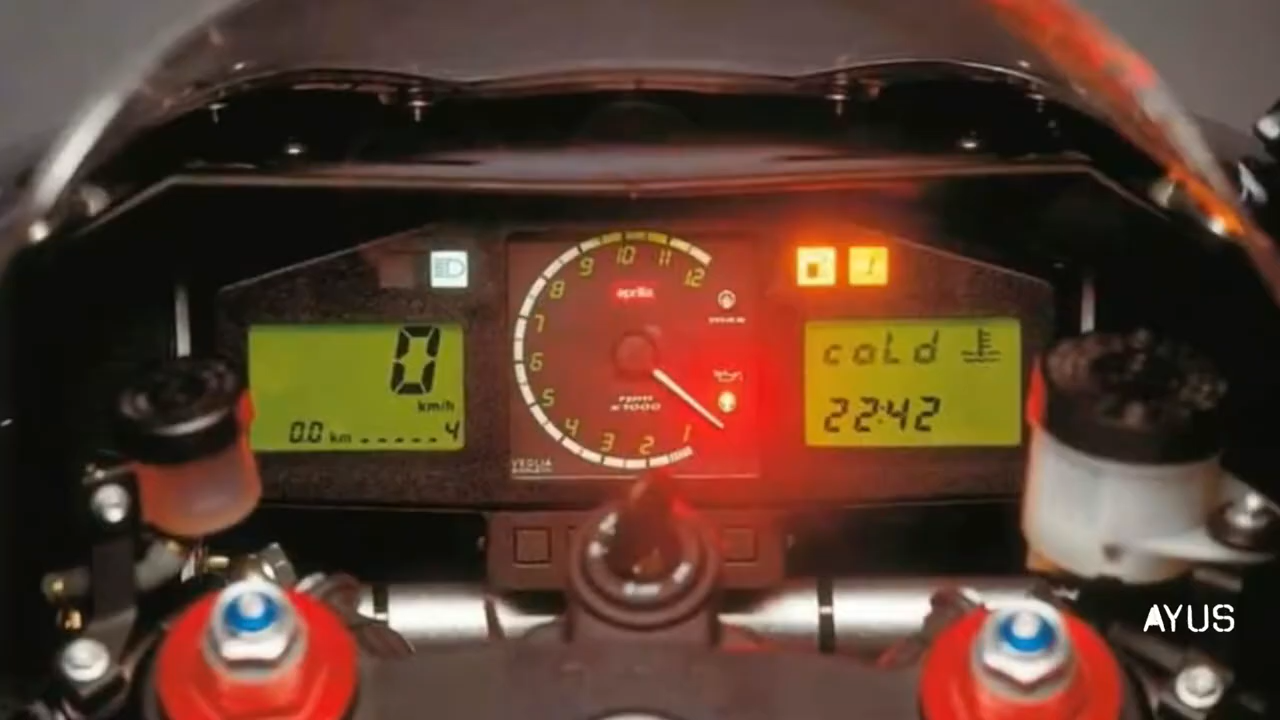 0
km/h
0.0 km - - - - - 4
aprilia
1
2
3
4
5
6
7
8
9
10
11
12
rpm
x1000
VEGLIA
coLd
22:42
AYUS